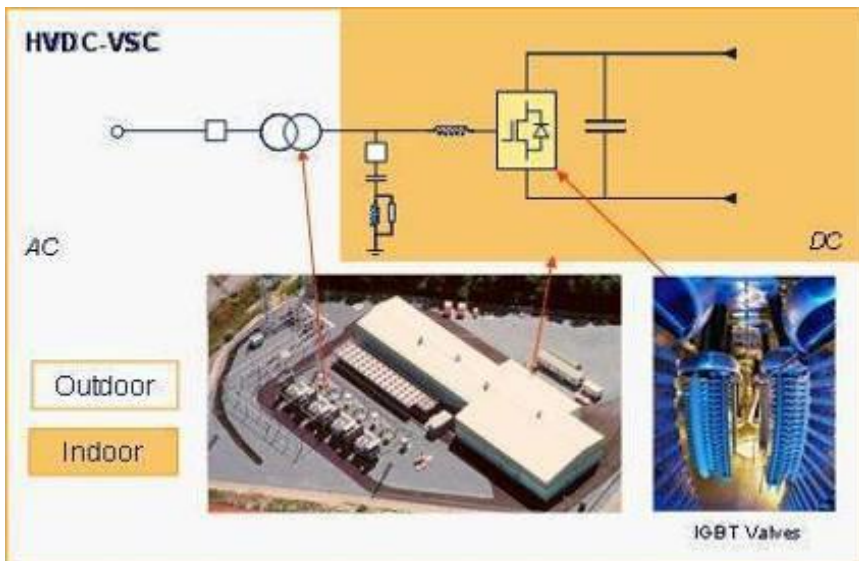 HVDC-VSC
AC
DC
Outdoor
Indoor
IGBT Valves